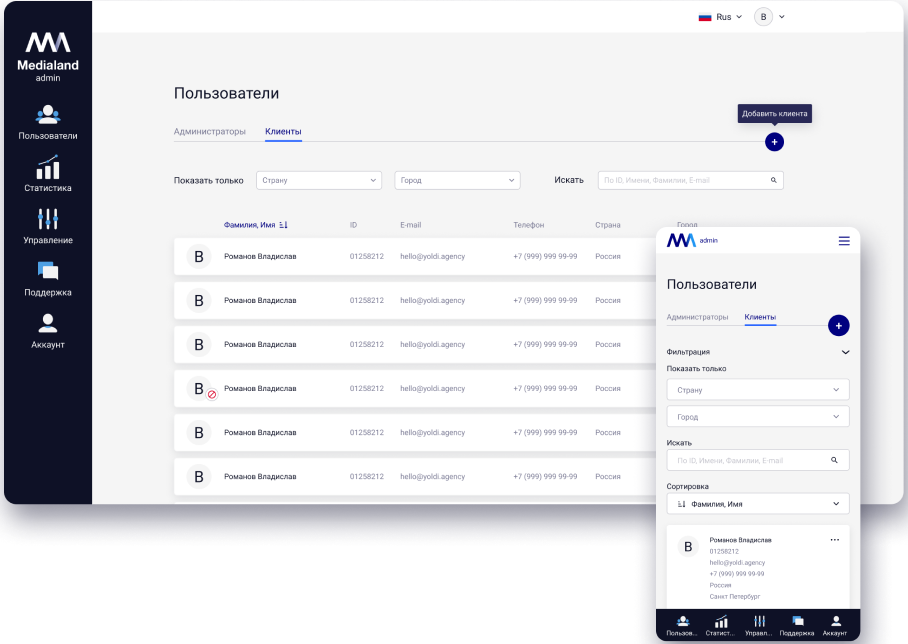 Rus
B
Medialand
admin
Пользователи
Статистика
Управление
Поддержка
Аккаунт
Пользователи
Администраторы Клиенты
Добавить клиента
+
Показать только Страну Город Искать По ID, Имени, Фамилии, E-mail
Фамилия, Имя ID E-mail Телефон Страна Город
В Романов Владислав 01258212 hello@yoldi.agency +7 (999) 999 99-99 Россия
В Романов Владислав 01258212 hello@yoldi.agency +7 (999) 999 99-99 Россия
В Романов Владислав 01258212 hello@yoldi.agency +7 (999) 999 99-99 Россия
В Романов Владислав 01258212 hello@yoldi.agency +7 (999) 999 99-99 Россия
В Романов Владислав 01258212 hello@yoldi.agency +7 (999) 999 99-99 Россия
В Романов Владислав 01258212 hello@yoldi.agency +7 (999) 999 99-99 Россия
admin
Пользователи
Администраторы Клиенты
+
Фильтрация
Показать только
Страну
Город
Искать
По ID, Имени, Фамилии, E-mail
Сортировка
Фамилия, Имя
В Романов Владислав
01258212
hello@yoldi.agency
+7 (999) 999 99-99
Россия
Санкт Петербург
Пользов... Статист... Управл... Поддержка Аккаунт